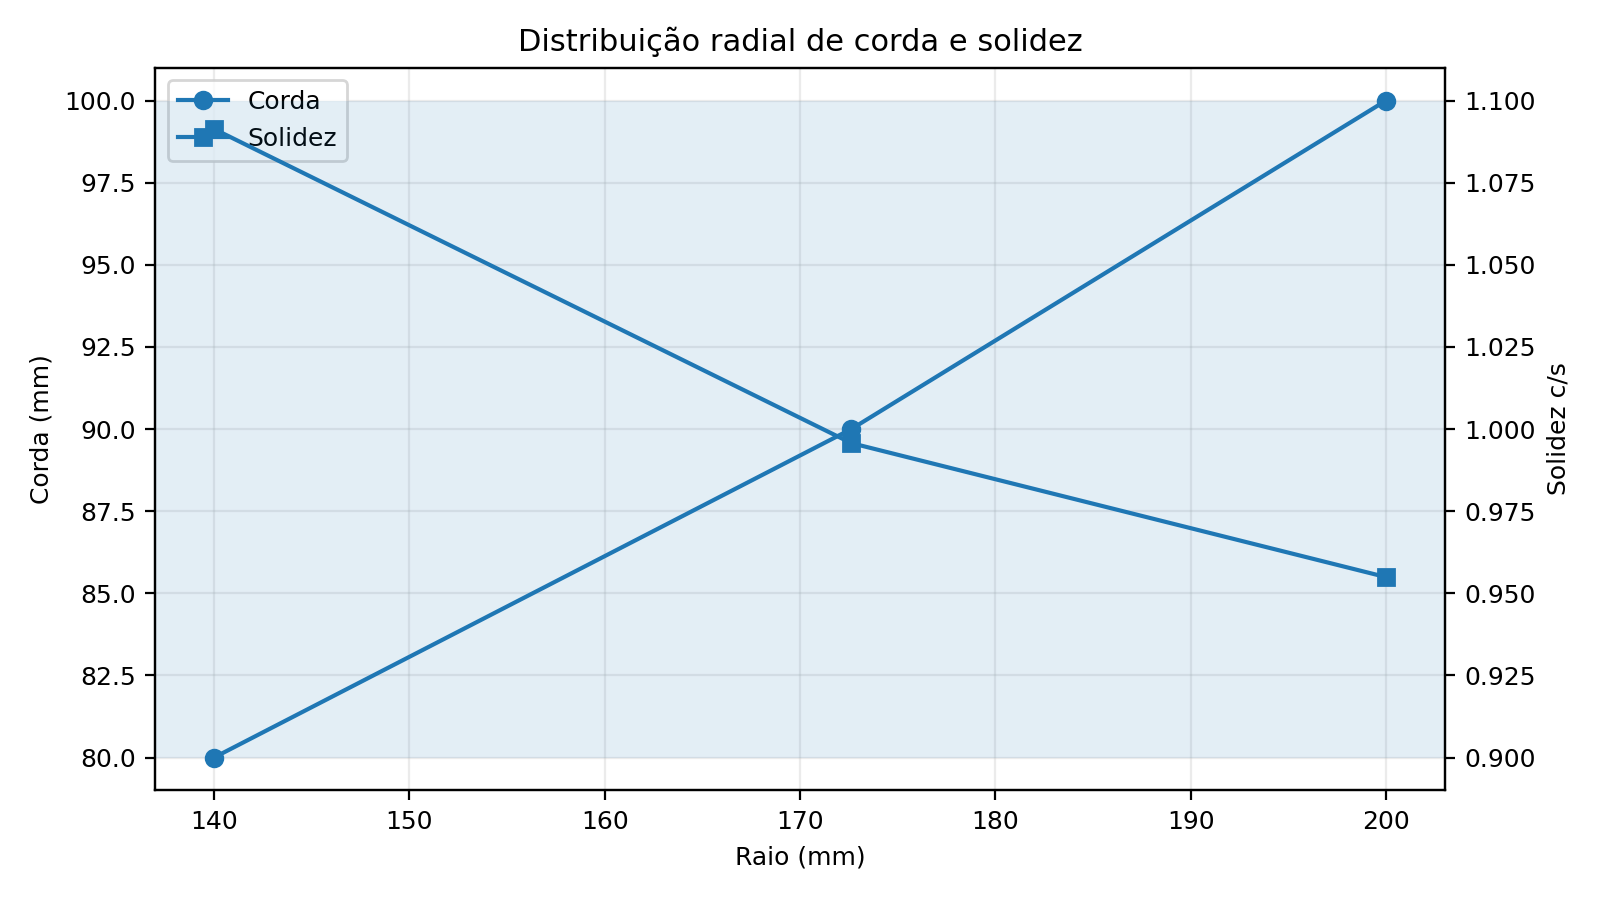 Distribuição radial de corda e solidez
Corda
Solidez
100.0
97.5
95.0
92.5
90.0
87.5
85.0
82.5
80.0
Corda (mm)
1.100
1.075
1.050
1.025
1.000
0.975
0.950
0.925
0.900
Solidez c/s
140 150 160 170 180 190 200
Raio (mm)